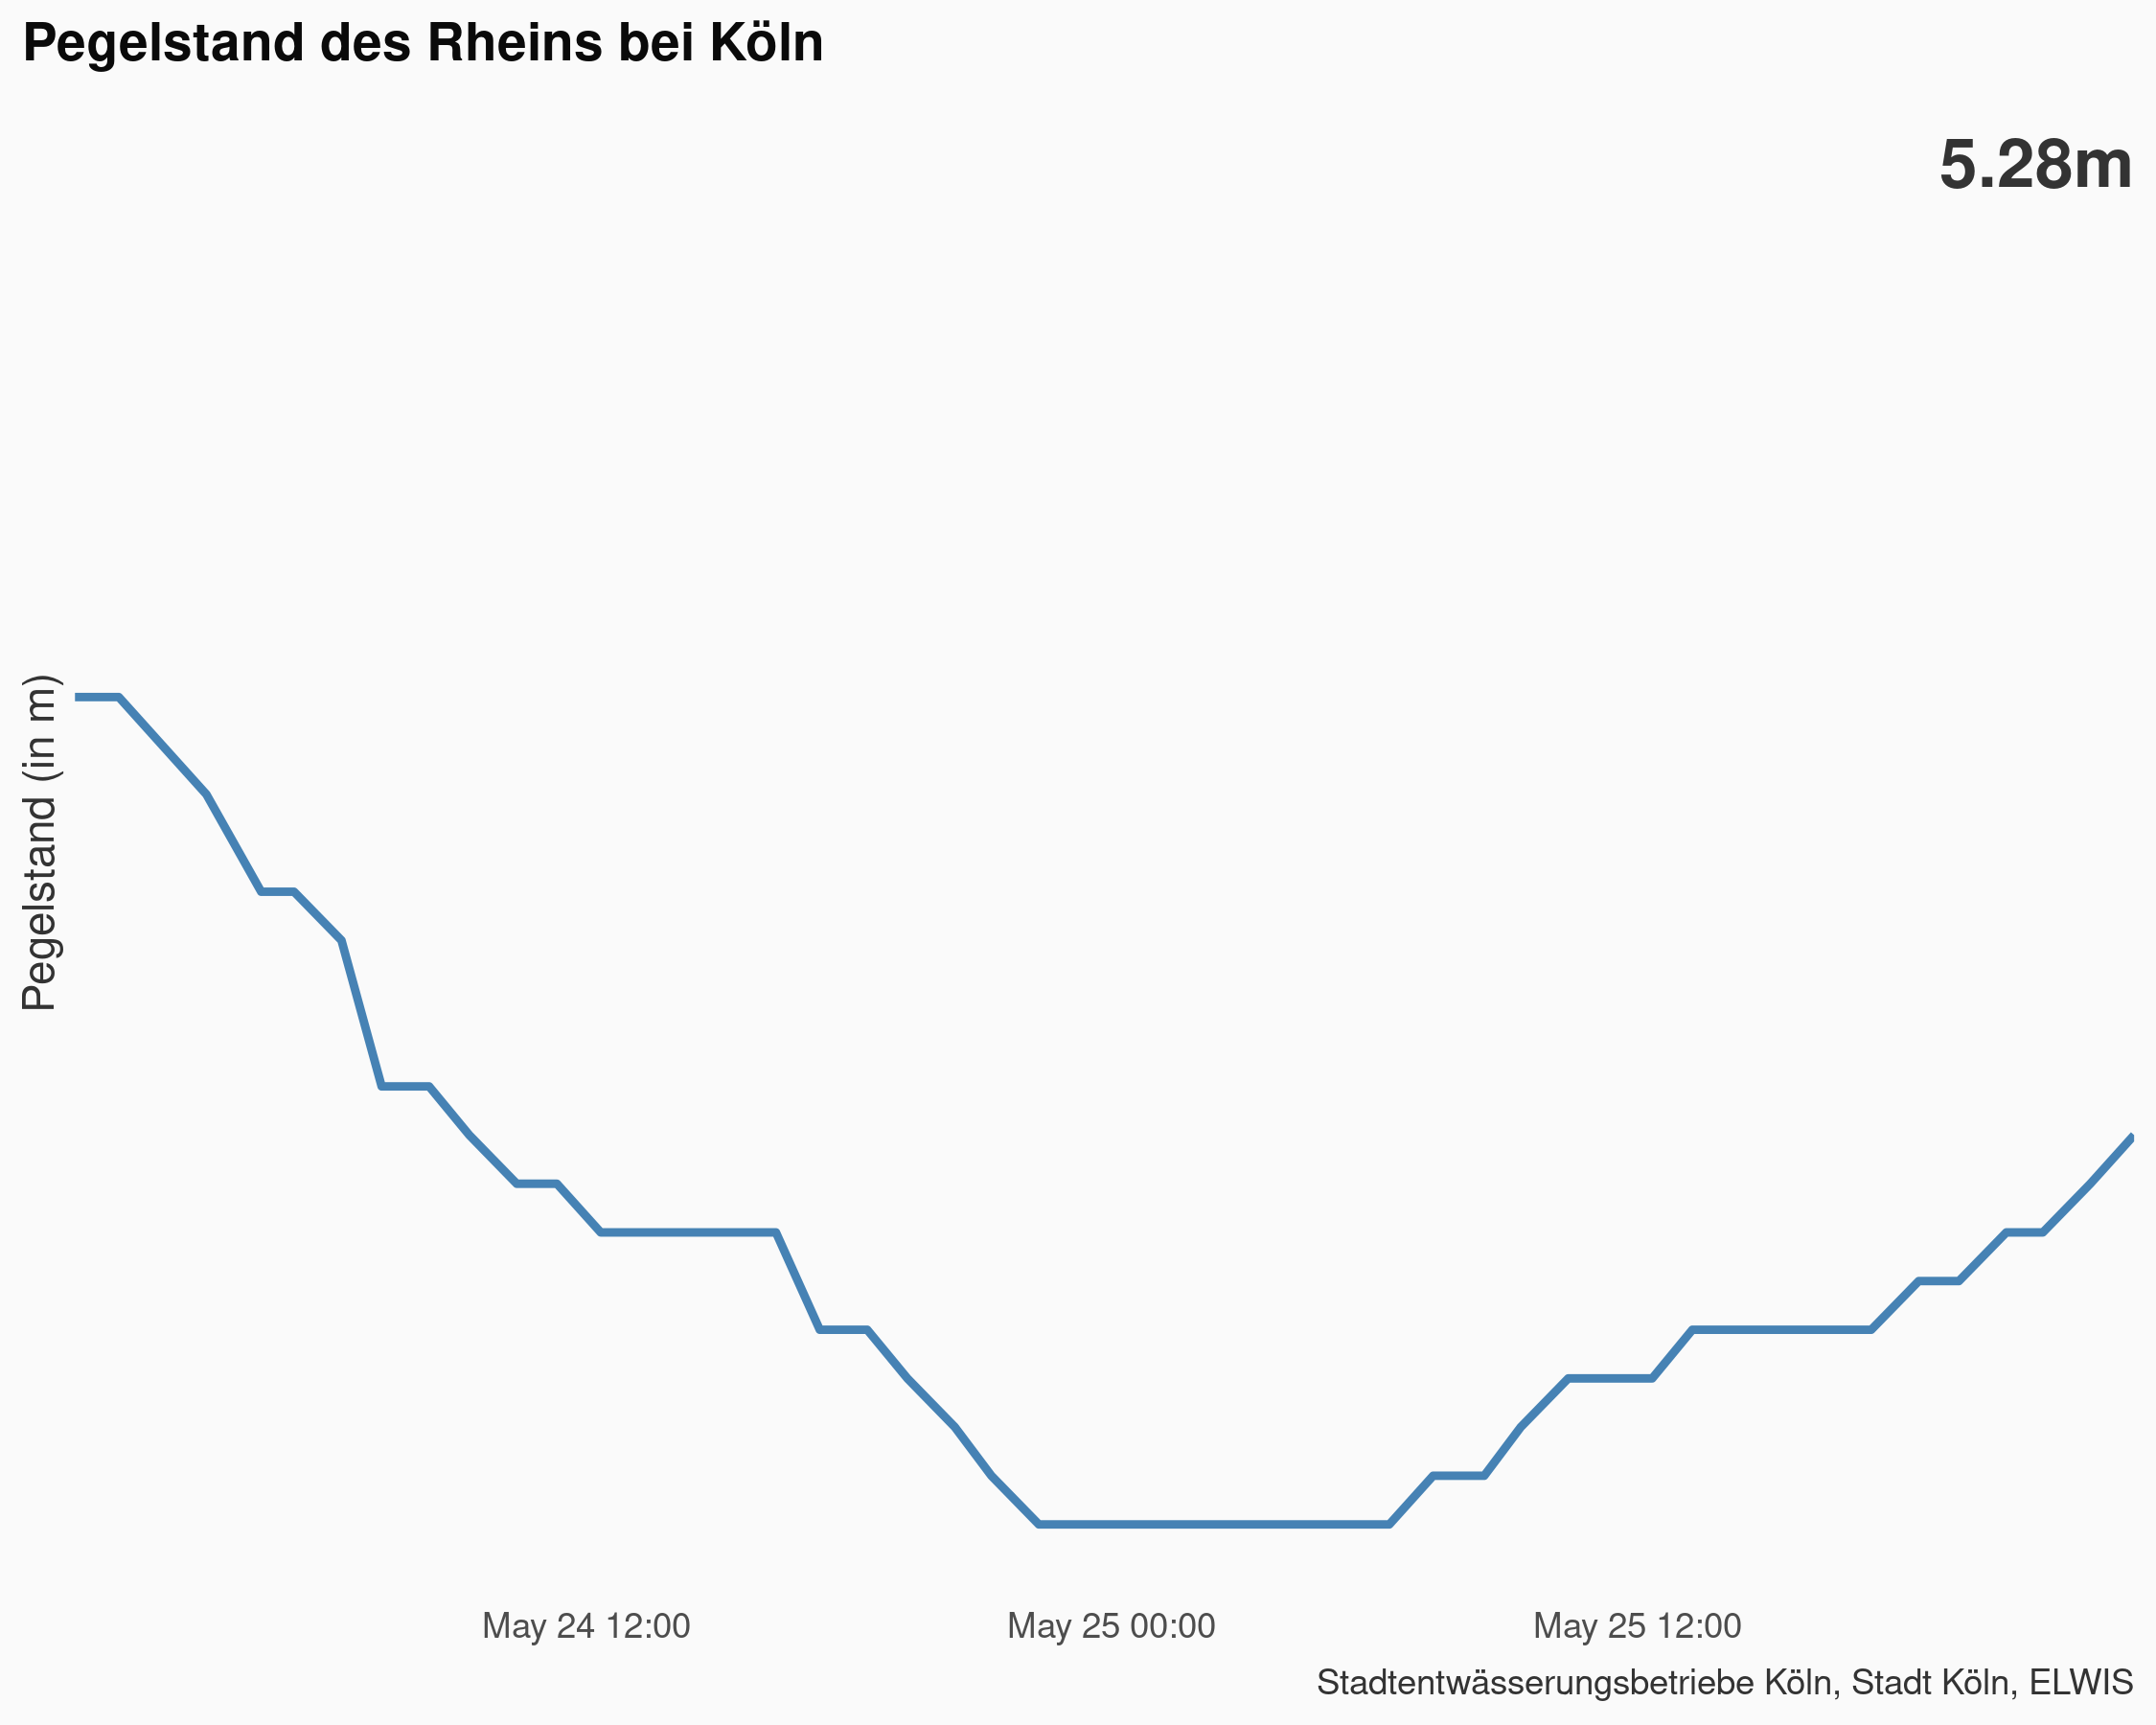 Pegelstand des Rheins bei Köln
5.28m
Pegelstand (in m)
May 24 12:00
May 25 00:00
May 25 12:00
Stadtentwässerungsbetriebe Köln, Stadt Köln, ELWIS